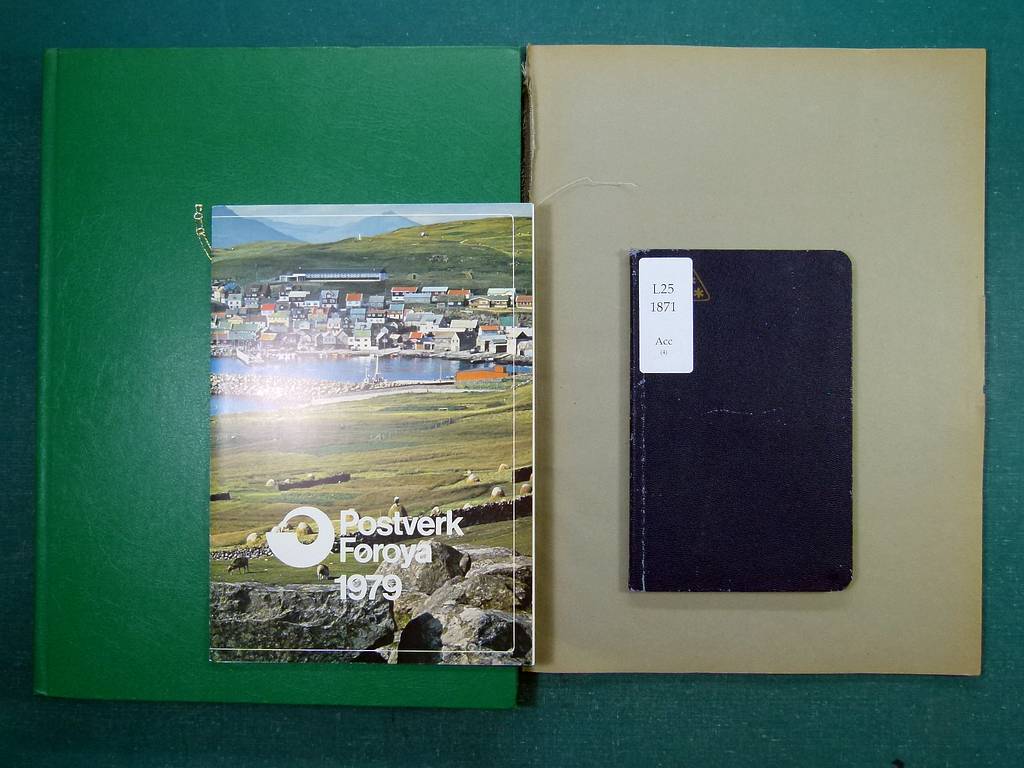 Postverk
Føroya
1979
L25
1871
Acc
(4)